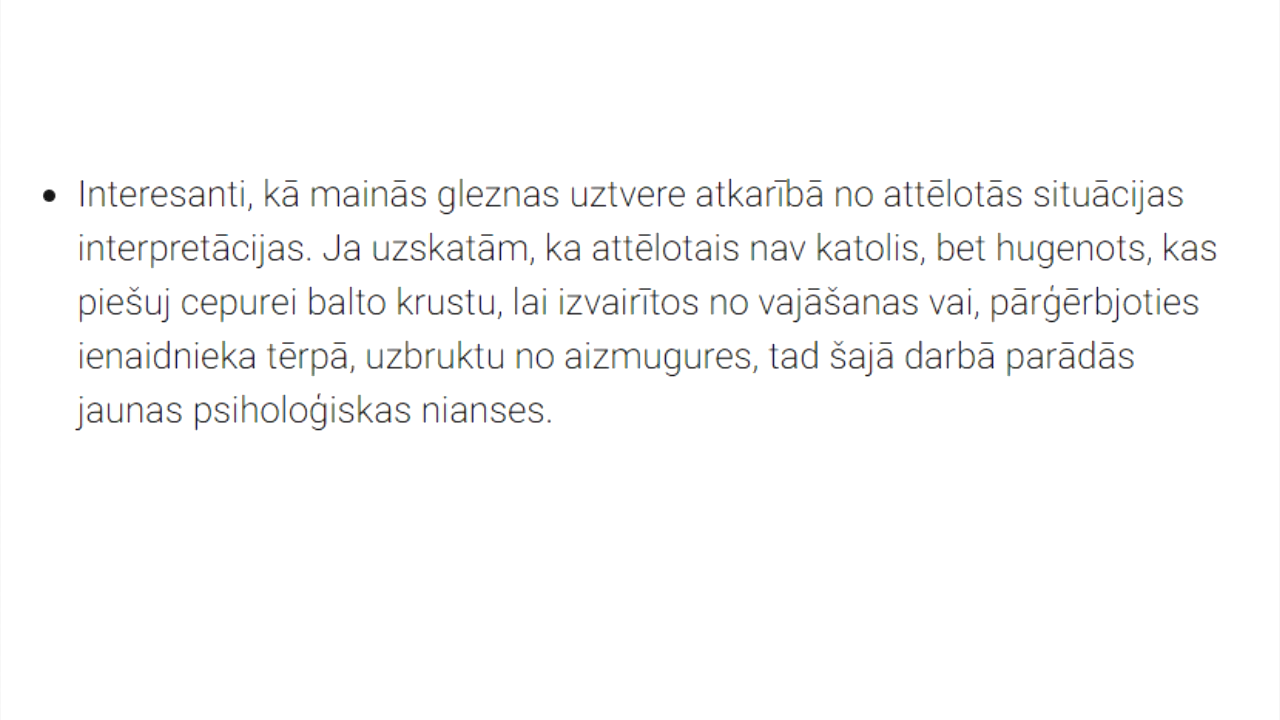 • Interesanti, kā mainās gleznas uztvere atkarībā no attēlotās situācijas
interpretācijas. Ja uzskatām, ka attēlotais nav katolis, bet hugenots, kas
piešuj cepurei balto krustu, lai izvairītos no vajāšanas vai, pārģērbjoties
ienaidnieka tērpā, uzbruktu no aizmugures, tad šajā darbā parādās
jaunas psiholoģiskas nianses.